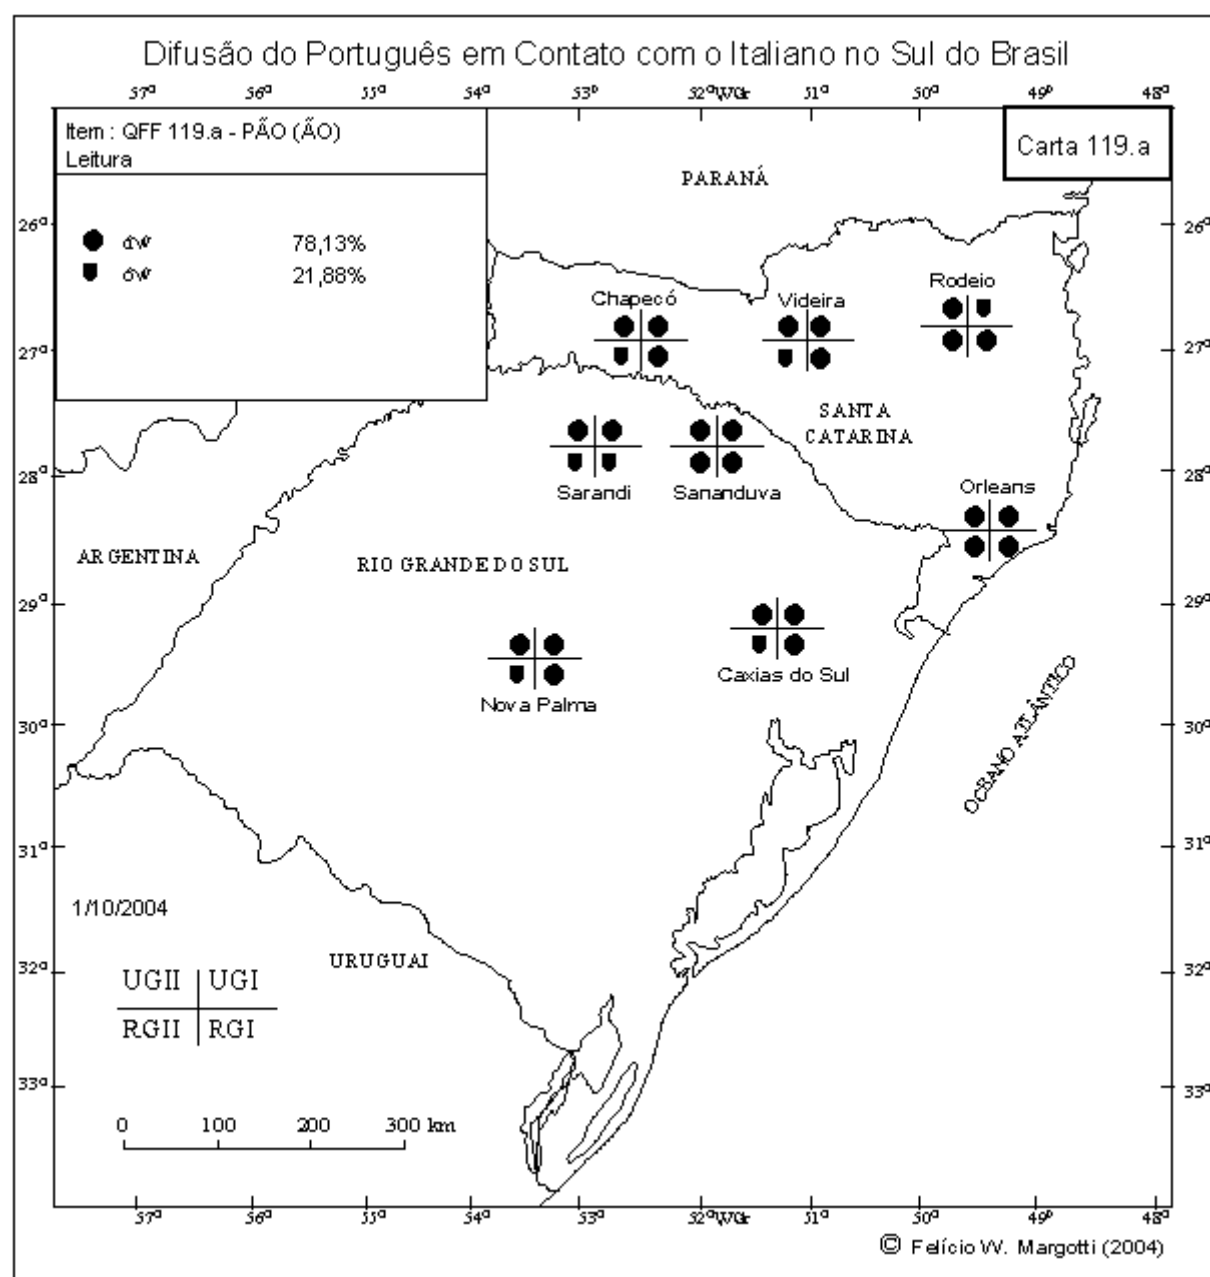 Difusão do Português em Contato com o Italiano no Sul do Brasil
57º 56º 55º 54º 53º 52º WGr 51º 50º 49º 48º
Item : QFF 119.a - PÃO (ÃO)
Leitura
78,13%
21,88%
Carta 119.a
PARANÁ
26º 26º
Rodeio
Chapecó Videira
27º 27º
SANTA
CATARINA
28º 28º
Sarandi Sananduva Orleans
ARGENTINA RIO GRANDE DO SUL
29º 29º
Caxias do Sul
Nova Palma
OCEANO ATLÂNTICO
30º 30º
31º 31º
1/10/2004
URUGUAI
32º 32º
UGII UGI
RGII RGI
33º 33º
0 100 200 300 km
57º 56º 55º 54º 53º 52º WGr 51º 50º 49º 48º
© Felício W. Margotti (2004)